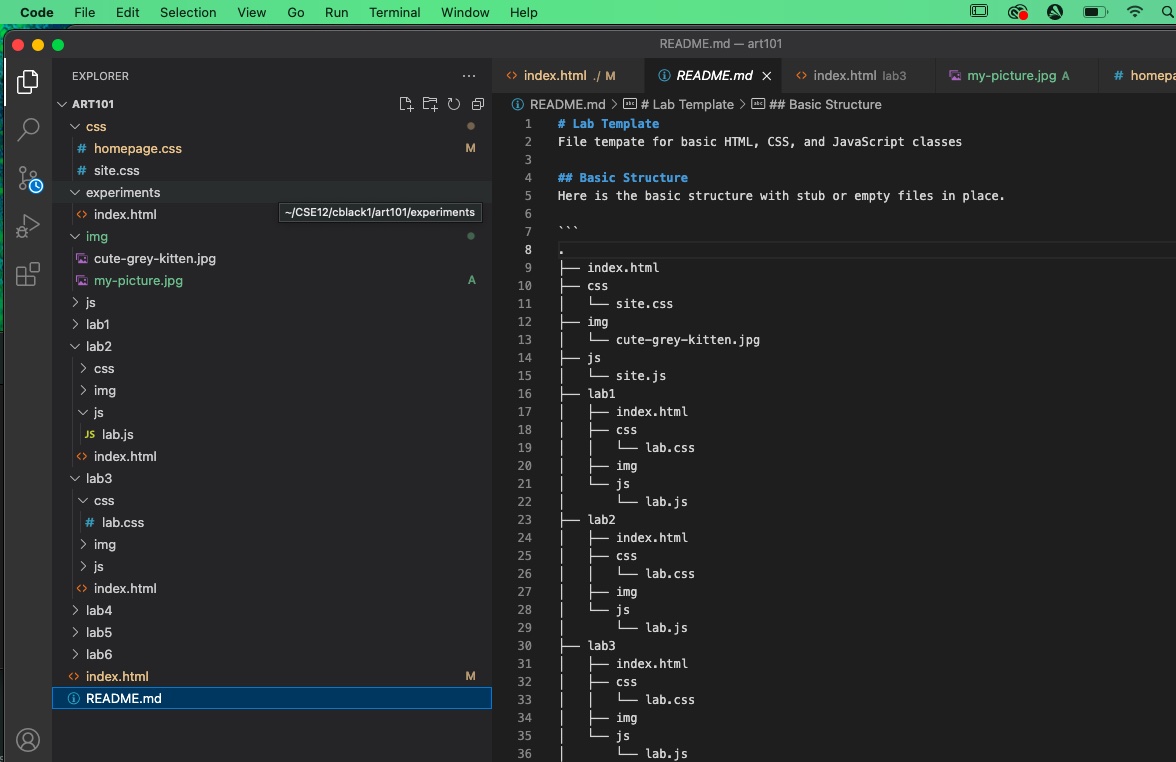 Code File Edit Selection View Go Run Terminal Window Help
README.md — art101
EXPLORER ···
index.html ./ M
README.md
index.html lab3
my-picture.jpg A
# homepa
ART101
README.md > # Lab Template > ## Basic Structure
css
# homepage.css M
# site.css
experiments
<> index.html
~/CSE12/cblack1/art101/experiments
img
cute-grey-kitten.jpg
my-picture.jpg A
> js
> lab1
lab2
> css
> img
js
JS lab.js
<> index.html
lab3
css
# lab.css
> img
> js
<> index.html
> lab4
> lab5
> lab6
<> index.html M
README.md
1 # Lab Template
2 File tempate for basic HTML, CSS, and JavaScript classes
3
4 ## Basic Structure
5 Here is the basic structure with stub or empty files in place.
6
7 ```
8 .
9 ├── index.html
10 ├── css
11 │   └── site.css
12 ├── img
13 │   └── cute-grey-kitten.jpg
14 ├── js
15 │   └── site.js
16 ├── lab1
17 │   ├── index.html
18 │   ├── css
19 │   │   └── lab.css
20 │   ├── img
21 │   └── js
22 │       └── lab.js
23 ├── lab2
24 │   ├── index.html
25 │   ├── css
26 │   │   └── lab.css
27 │   ├── img
28 │   └── js
29 │       └── lab.js
30 ├── lab3
31 │   ├── index.html
32 │   ├── css
33 │   │   └── lab.css
34 │   ├── img
35 │   └── js
36 │       └── lab.js